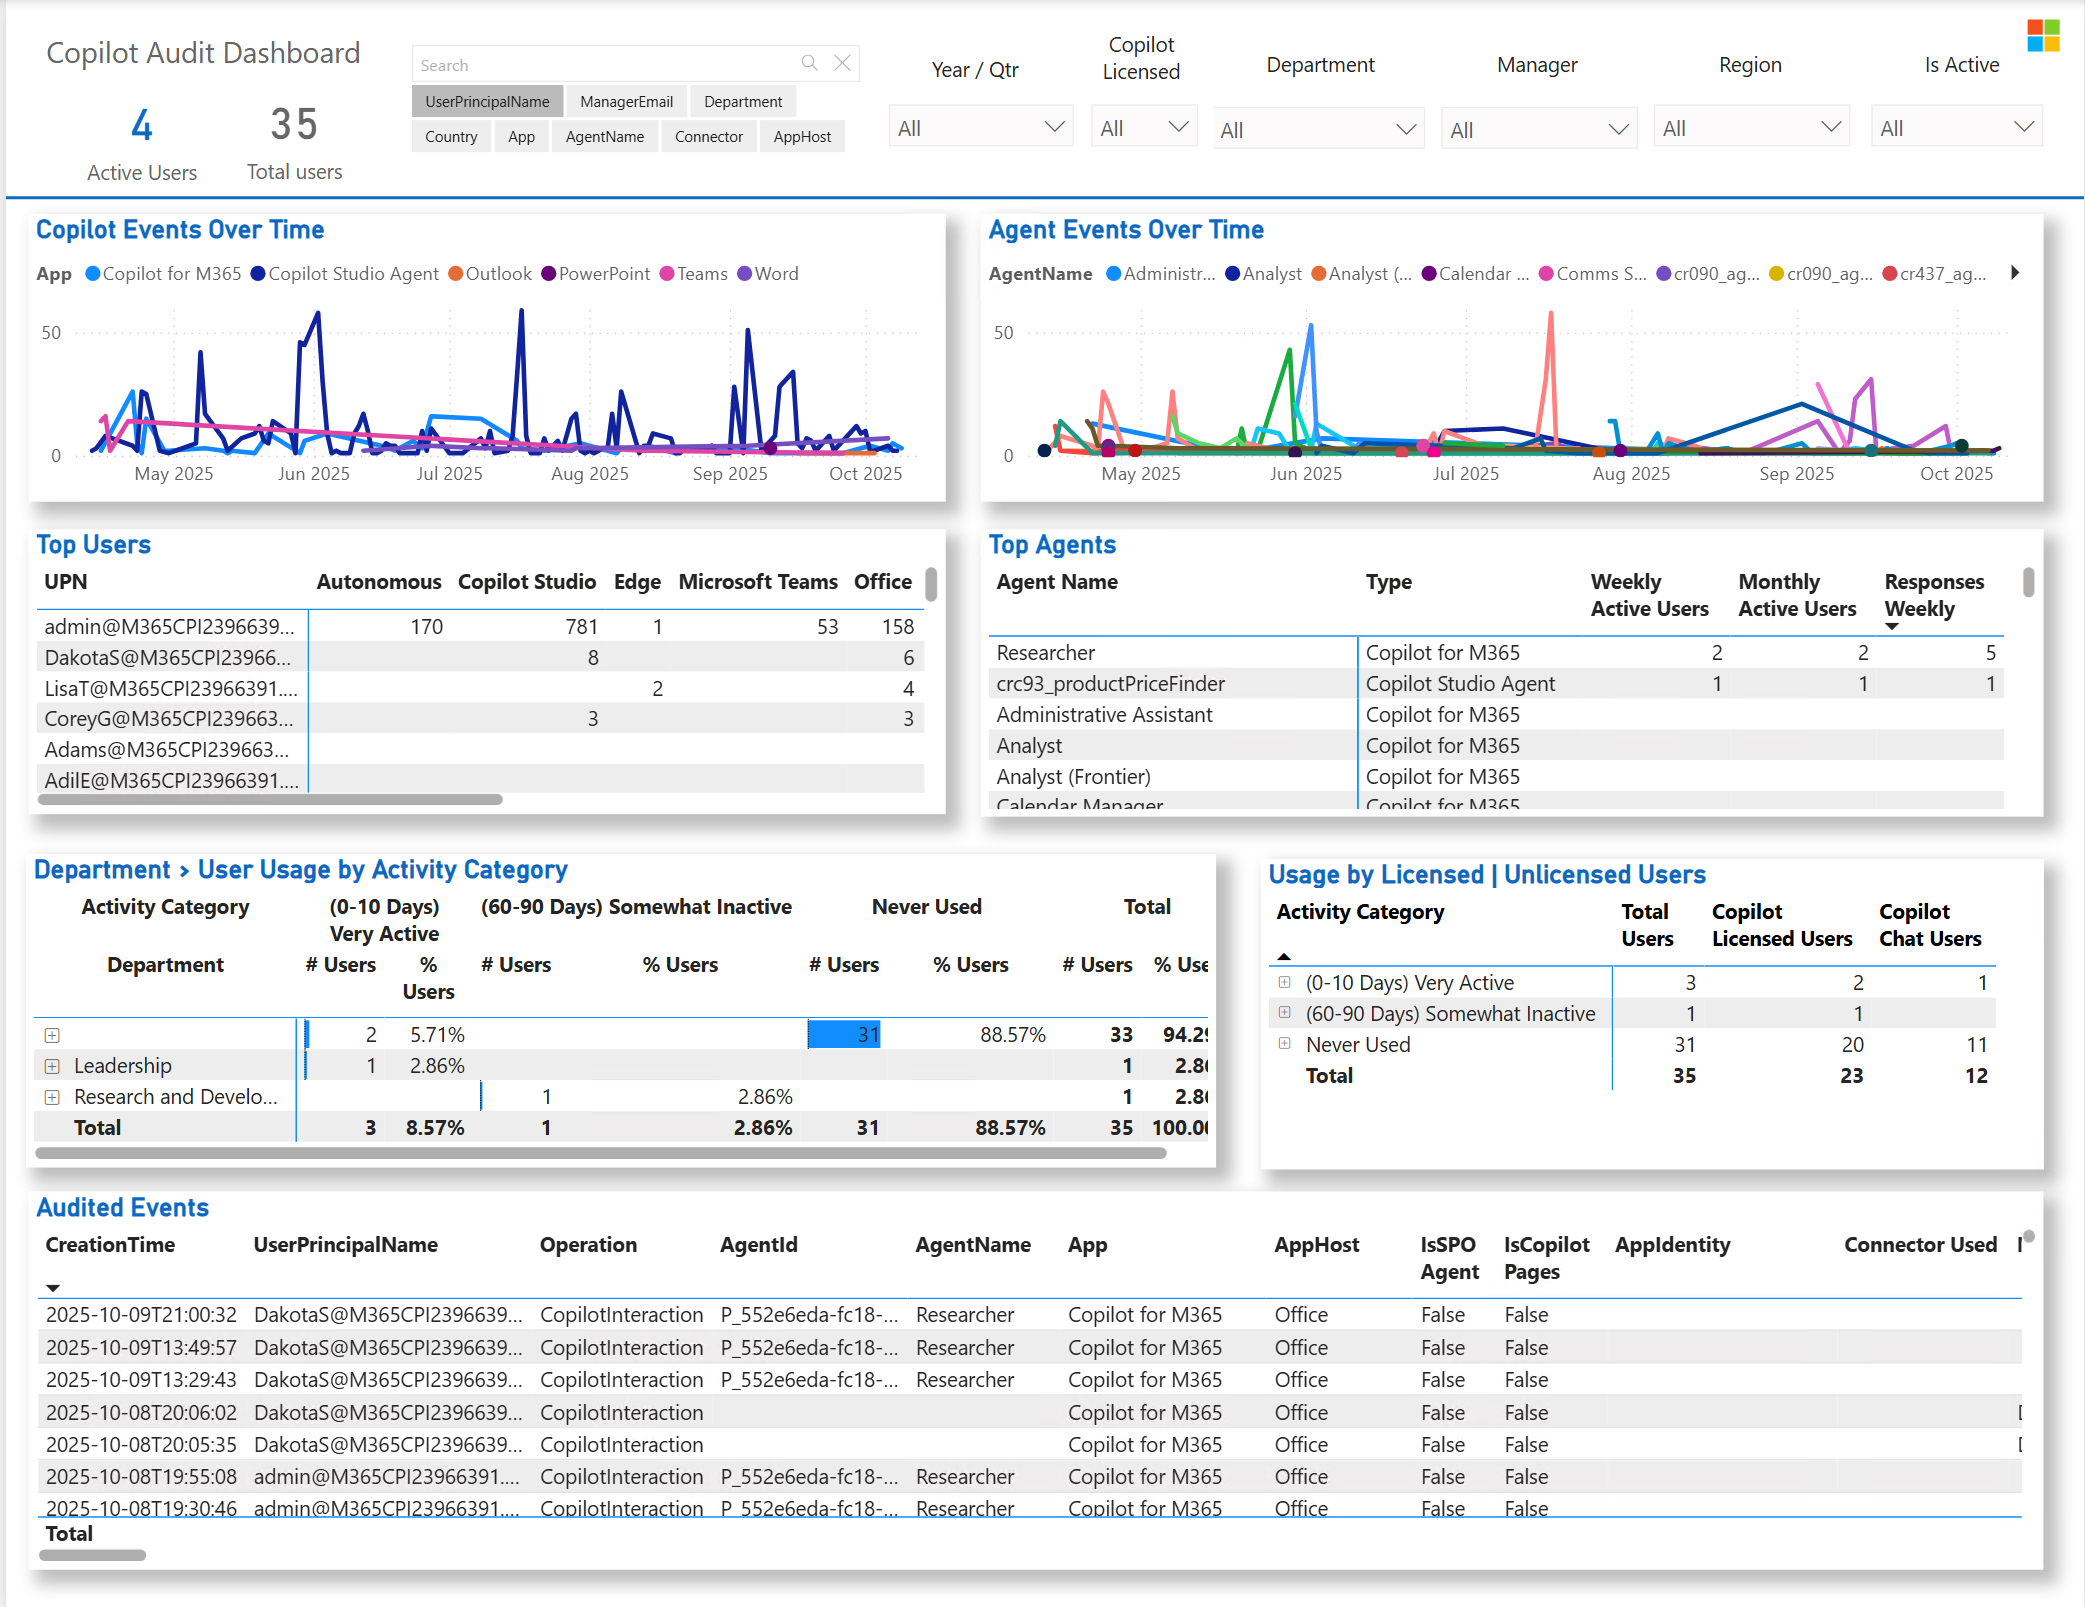 Copilot Audit Dashboard
4
Active Users
35
Total users
Search
UserPrincipalName ManagerEmail Department
Country App AgentName Connector AppHost
Year / Qtr
All
Copilot
Licensed
All
Department
All
Manager
All
Region
All
Is Active
All
Copilot Events Over Time
App Copilot for M365 Copilot Studio Agent Outlook PowerPoint Teams Word
50
0
May 2025 Jun 2025 Jul 2025 Aug 2025 Sep 2025 Oct 2025
Agent Events Over Time
AgentName Administr... Analyst Analyst (... Calendar ... Comms S... cr090_ag... cr090_ag... cr437_ag...
50
0
May 2025 Jun 2025 Jul 2025 Aug 2025 Sep 2025 Oct 2025
Top Users
UPN Autonomous Copilot Studio Edge Microsoft Teams Office
admin@M365CPI2396639... 170 781 1 53 158
DakotaS@M365CPI23966... 8 6
LisaT@M365CPI23966391.... 2 4
CoreyG@M365CPI239663... 3 3
Adams@M365CPI239663...
AdilE@M365CPI23966391....
Top Agents
Agent Name Type Weekly Active Users Monthly Active Users Responses Weekly
Researcher Copilot for M365 2 2 5
crc93_productPriceFinder Copilot Studio Agent 1 1 1
Administrative Assistant Copilot for M365
Analyst Copilot for M365
Analyst (Frontier) Copilot for M365
Calendar Manager Copilot for M365
Department > User Usage by Activity Category
Activity Category (0-10 Days) Very Active (60-90 Days) Somewhat Inactive Never Used Total
Department # Users % Users # Users % Users # Users % Users # Users % Use
2 5.71% 31 88.57% 33 94.29
Leadership 1 2.86% 1 2.86
Research and Develo... 1 2.86% 1 2.86
Total 3 8.57% 1 2.86% 31 88.57% 35 100.00
Usage by Licensed | Unlicensed Users
Activity Category Total Users Copilot Licensed Users Copilot Chat Users
(0-10 Days) Very Active 3 2 1
(60-90 Days) Somewhat Inactive 1 1
Never Used 31 20 11
Total 35 23 12
Audited Events
CreationTime UserPrincipalName Operation AgentId AgentName App AppHost IsSPO Agent IsCopilot Pages AppIdentity Connector Used
2025-10-09T21:00:32 DakotaS@M365CPI2396639... CopilotInteraction P_552e6eda-fc18-... Researcher Copilot for M365 Office False False
2025-10-09T13:49:57 DakotaS@M365CPI2396639... CopilotInteraction P_552e6eda-fc18-... Researcher Copilot for M365 Office False False
2025-10-09T13:29:43 DakotaS@M365CPI2396639... CopilotInteraction P_552e6eda-fc18-... Researcher Copilot for M365 Office False False
2025-10-08T20:06:02 DakotaS@M365CPI2396639... CopilotInteraction Copilot for M365 Office False False
2025-10-08T20:05:35 DakotaS@M365CPI2396639... CopilotInteraction Copilot for M365 Office False False
2025-10-08T19:55:08 admin@M365CPI23966391.... CopilotInteraction P_552e6eda-fc18-... Researcher Copilot for M365 Office False False
2025-10-08T19:30:46 admin@M365CPI23966391.... CopilotInteraction P_552e6eda-fc18-... Researcher Copilot for M365 Office False False
Total